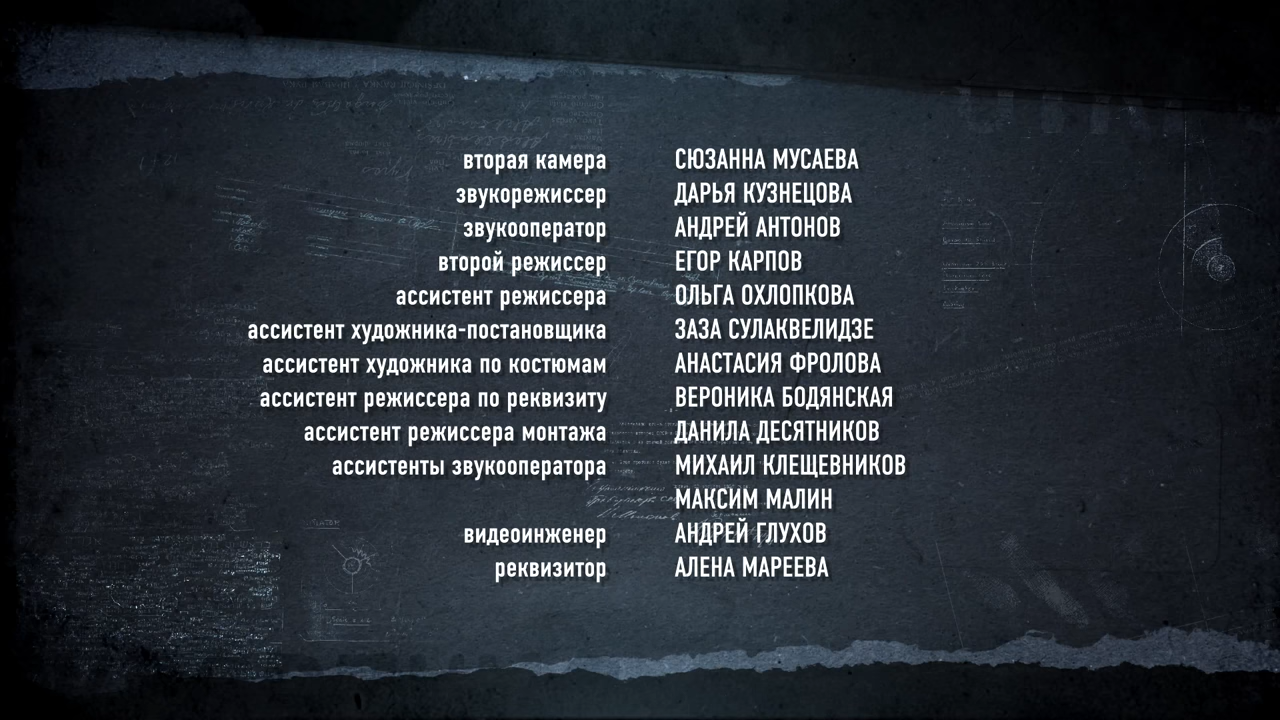 вторая камера СЮЗАННА МУСАЕВА
звукорежиссер ДАРЬЯ КУЗНЕЦОВА
звукооператор АНДРЕЙ АНТОНОВ
второй режиссер ЕГОР КАРПОВ
ассистент режиссера ОЛЬГА ОХЛОПКОВА
ассистент художника-постановщика ЗАЗА СУЛАКВЕЛИДЗЕ
ассистент художника по костюмам АНАСТАСИЯ ФРОЛОВА
ассистент режиссера по реквизиту ВЕРОНИКА БОДЯНСКАЯ
ассистент режиссера монтажа ДАНИЛА ДЕСЯТНИКОВ
ассистенты звукооператора МИХАИЛ КЛЕЩЕВНИКОВ
МАКСИМ МАЛИН
видеоинженер АНДРЕЙ ГЛУХОВ
реквизитор АЛЕНА МАРЕЕВА